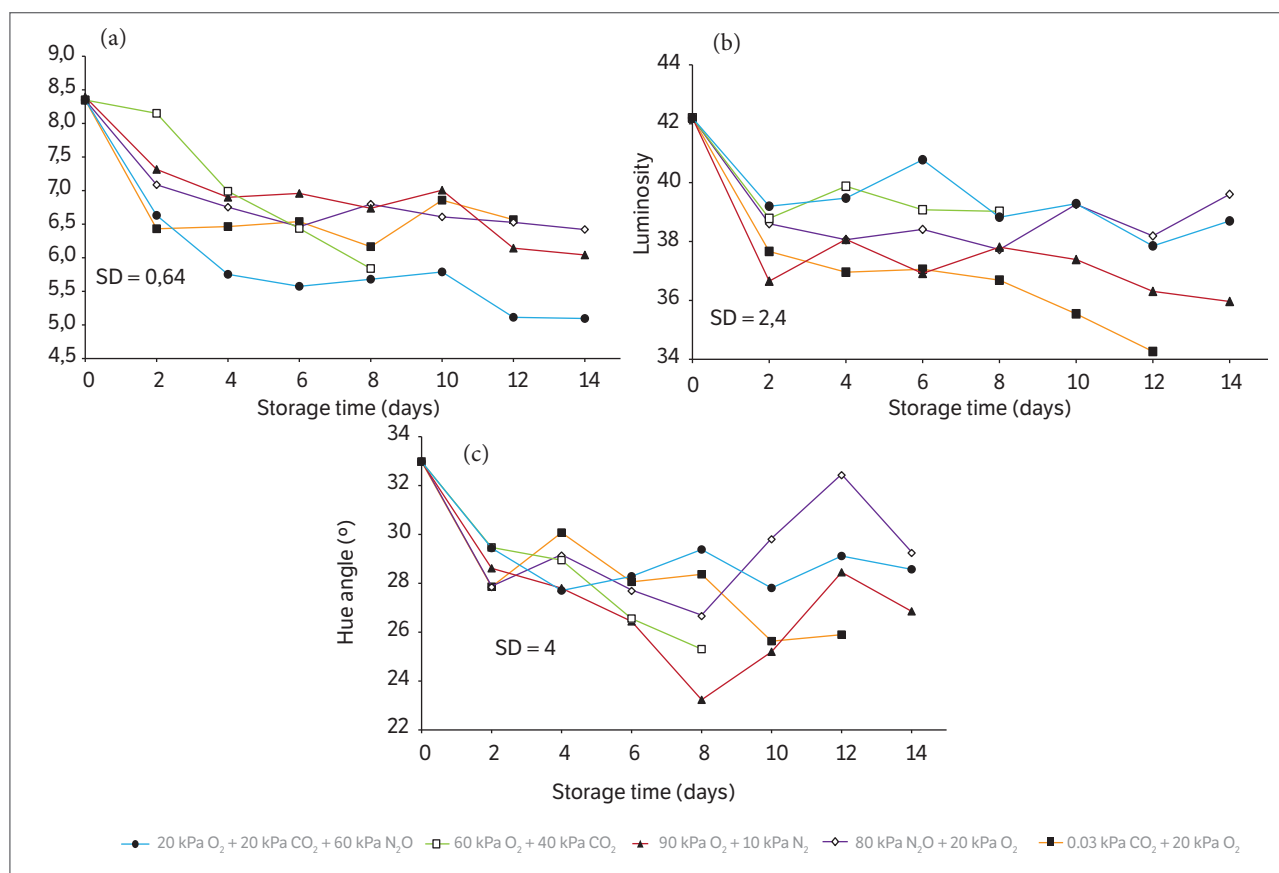 (a)
9,0
8,5
8,0
7,5
7,0
6,5
6,0
5,5
5,0
4,5
SD = 0,64
0 2 4 6 8 10 12 14
Storage time (days)
(b)
44
42
40
38
36
34
Luminosity
SD = 2,4
0 2 4 6 8 10 12 14
Storage time (days)
(c)
34
32
30
28
26
24
22
Hue angle (º)
SD = 4
0 2 4 6 8 10 12 14
Storage time (days)
20 kPa O₂ + 20 kPa CO₂ + 60 kPa N₂O 60 kPa O₂ + 40 kPa CO₂ 90 kPa O₂ + 10 kPa N₂ 80 kPa N₂O + 20 kPa O₂ 0.03 kPa CO₂ + 20 kPa O₂